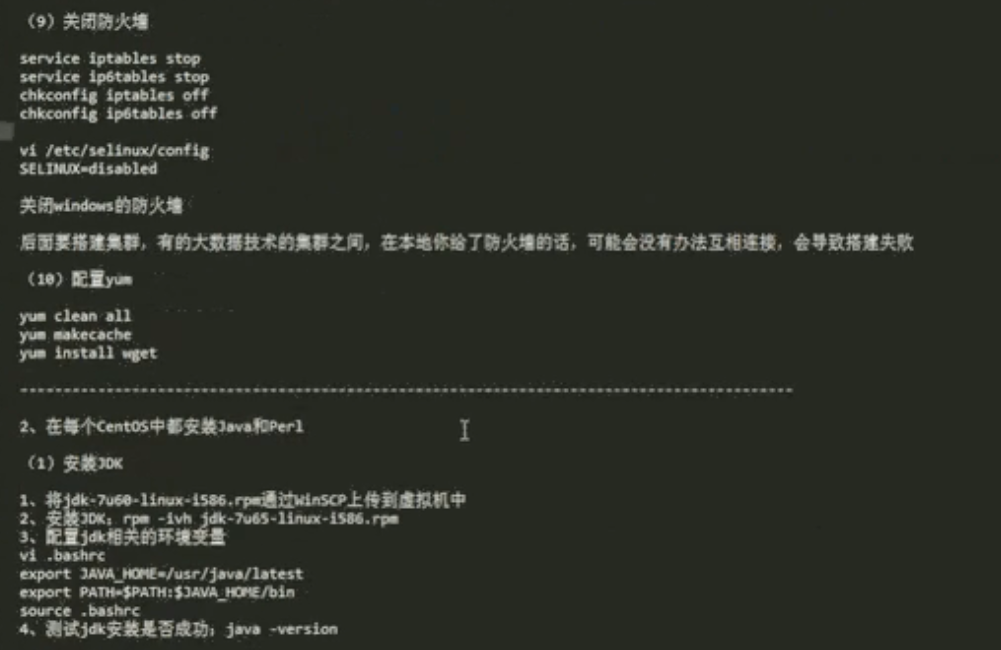 （9）关闭防火墙
service iptables stop
service ip6tables stop
chkconfig iptables off
chkconfig ip6tables off
vi /etc/selinux/config
SELINUX=disabled
关闭windows的防火墙
后面要搭建集群，有的大数据技术的集群之间，在本地你给了防火墙的话，可能会没有办法互相连接，会导致搭建失败
（10）配置yum
yum clean all
yum makecache
yum install wget
------------------------------------------------------------------------------------------
2、在每个CentOS中都安装Java和Perl
（1）安装JDK
1、将jdk-7u60-linux-i586.rpm通过WinSCP上传到虚拟机中
2、安装JDK：rpm -ivh jdk-7u65-linux-i586.rpm
3、配置jdk相关的环境变量
vi .bashrc
export JAVA_HOME=/usr/java/latest
export PATH=$PATH:$JAVA_HOME/bin
source .bashrc
4、测试jdk安装是否成功：java -version